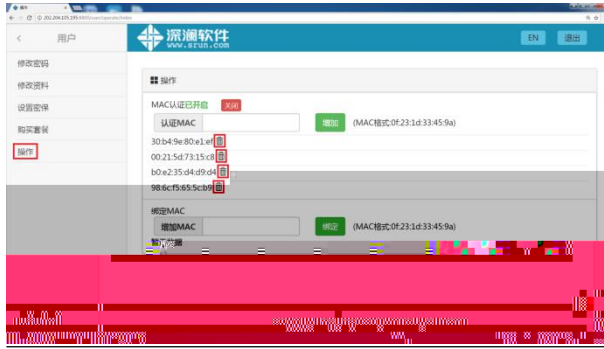 用户
深澜软件
www.srun.com
EN
退出
修改密码
修改资料
设置密保
购买套餐
操作
操作
MAC认证已开启 关闭
认证MAC 增加 (MAC格式:0f:23:1d:33:45:9a)
30:b4:9e:80:e1:ef
00:21:5d:73:15:c8
b0:e2:35:d4:d9:d4
98:6c:f5:65:5c:b9
绑定MAC
增加MAC 绑定 (MAC格式:0f:23:1d:33:45:9a)